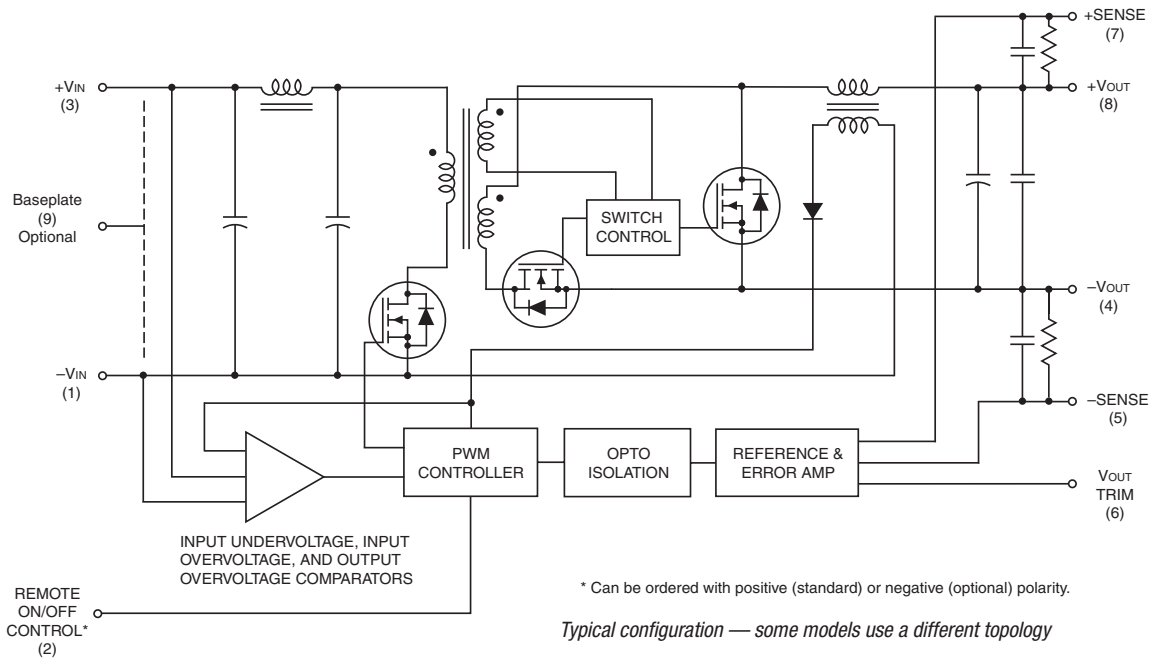 +SENSE
(7)
+VIN
(3)
+VOUT
(8)
Baseplate
(9)
Optional
SWITCH
CONTROL
–VOUT
(4)
–VIN
(1)
–SENSE
(5)
PWM
CONTROLLER
OPTO
ISOLATION
REFERENCE &
ERROR AMP
VOUT
TRIM
(6)
INPUT UNDERVOLTAGE, INPUT
OVERVOLTAGE, AND OUTPUT
OVERVOLTAGE COMPARATORS
REMOTE
ON/OFF
CONTROL*
(2)
* Can be ordered with positive (standard) or negative (optional) polarity.
Typical configuration — some models use a different topology